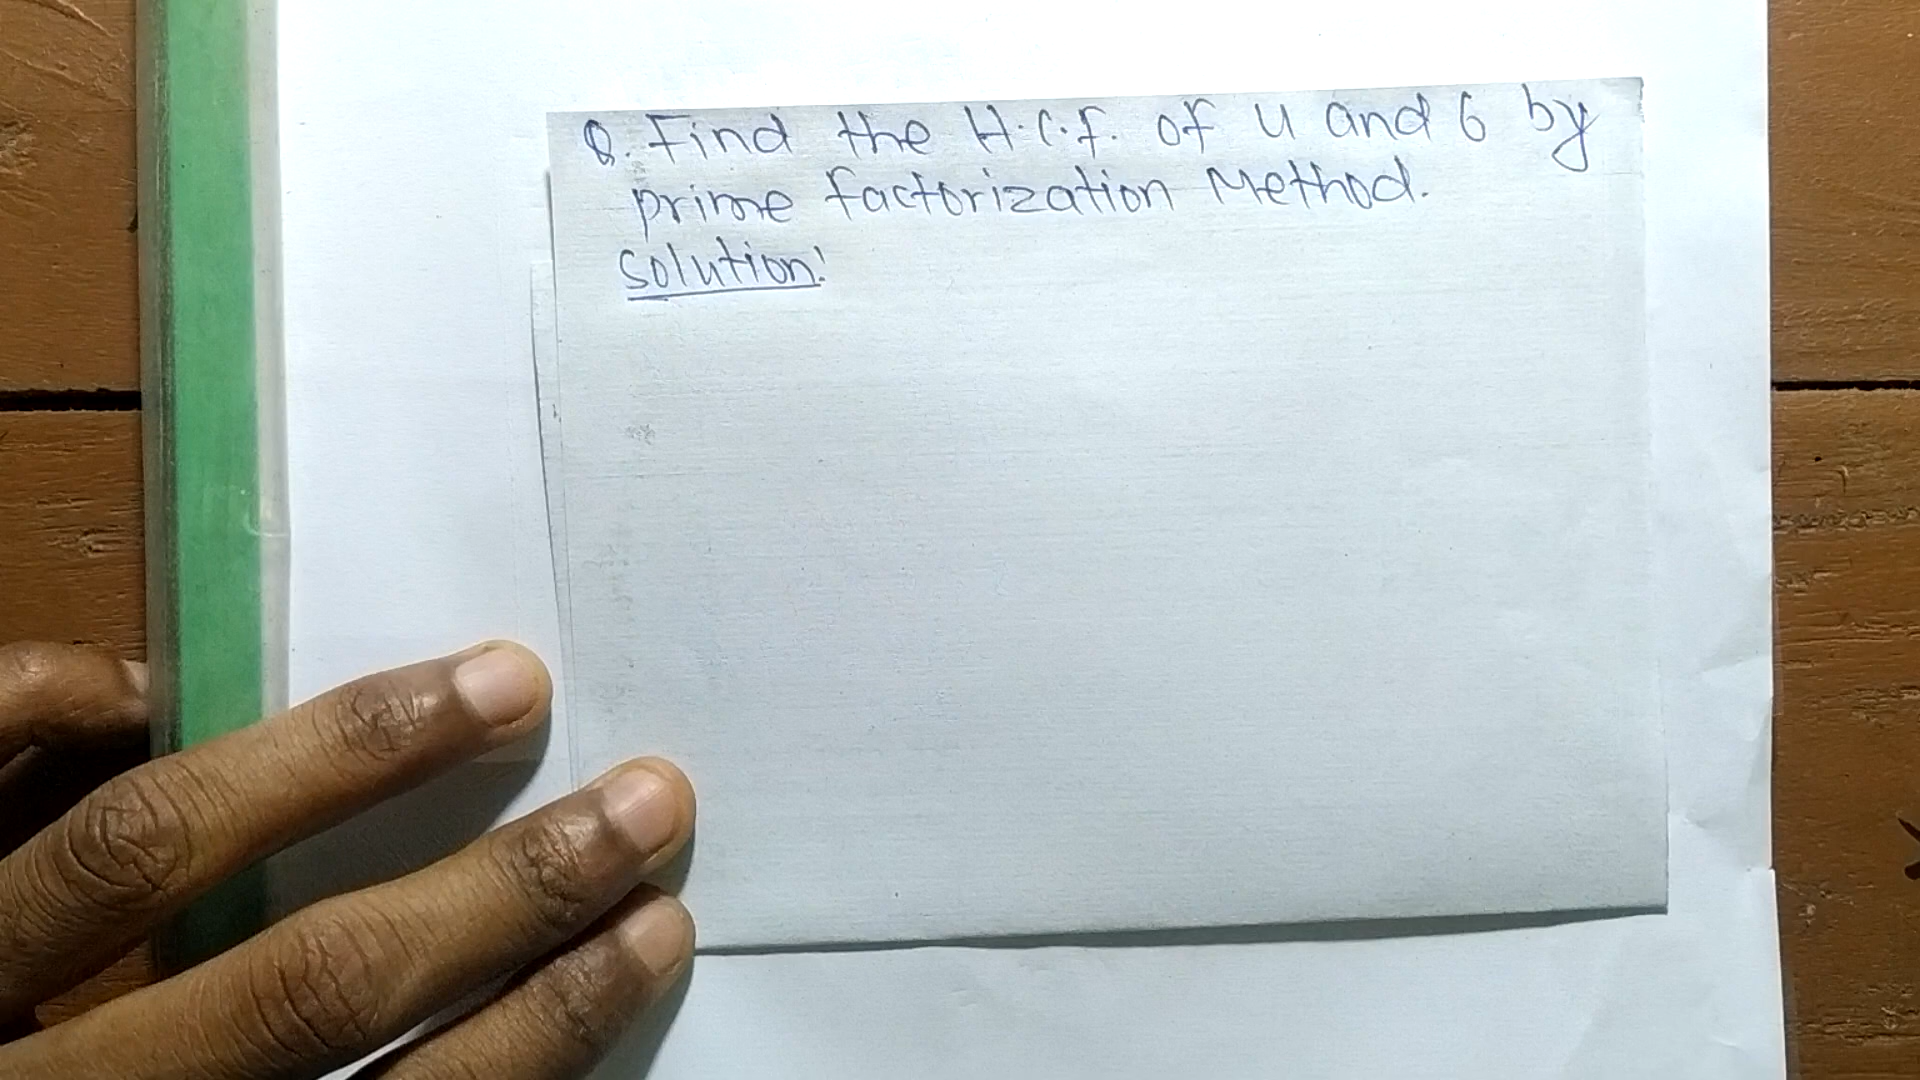 Q. Find the H.C.F. of 4 and 6 by
prime factorization Method.
Solution: